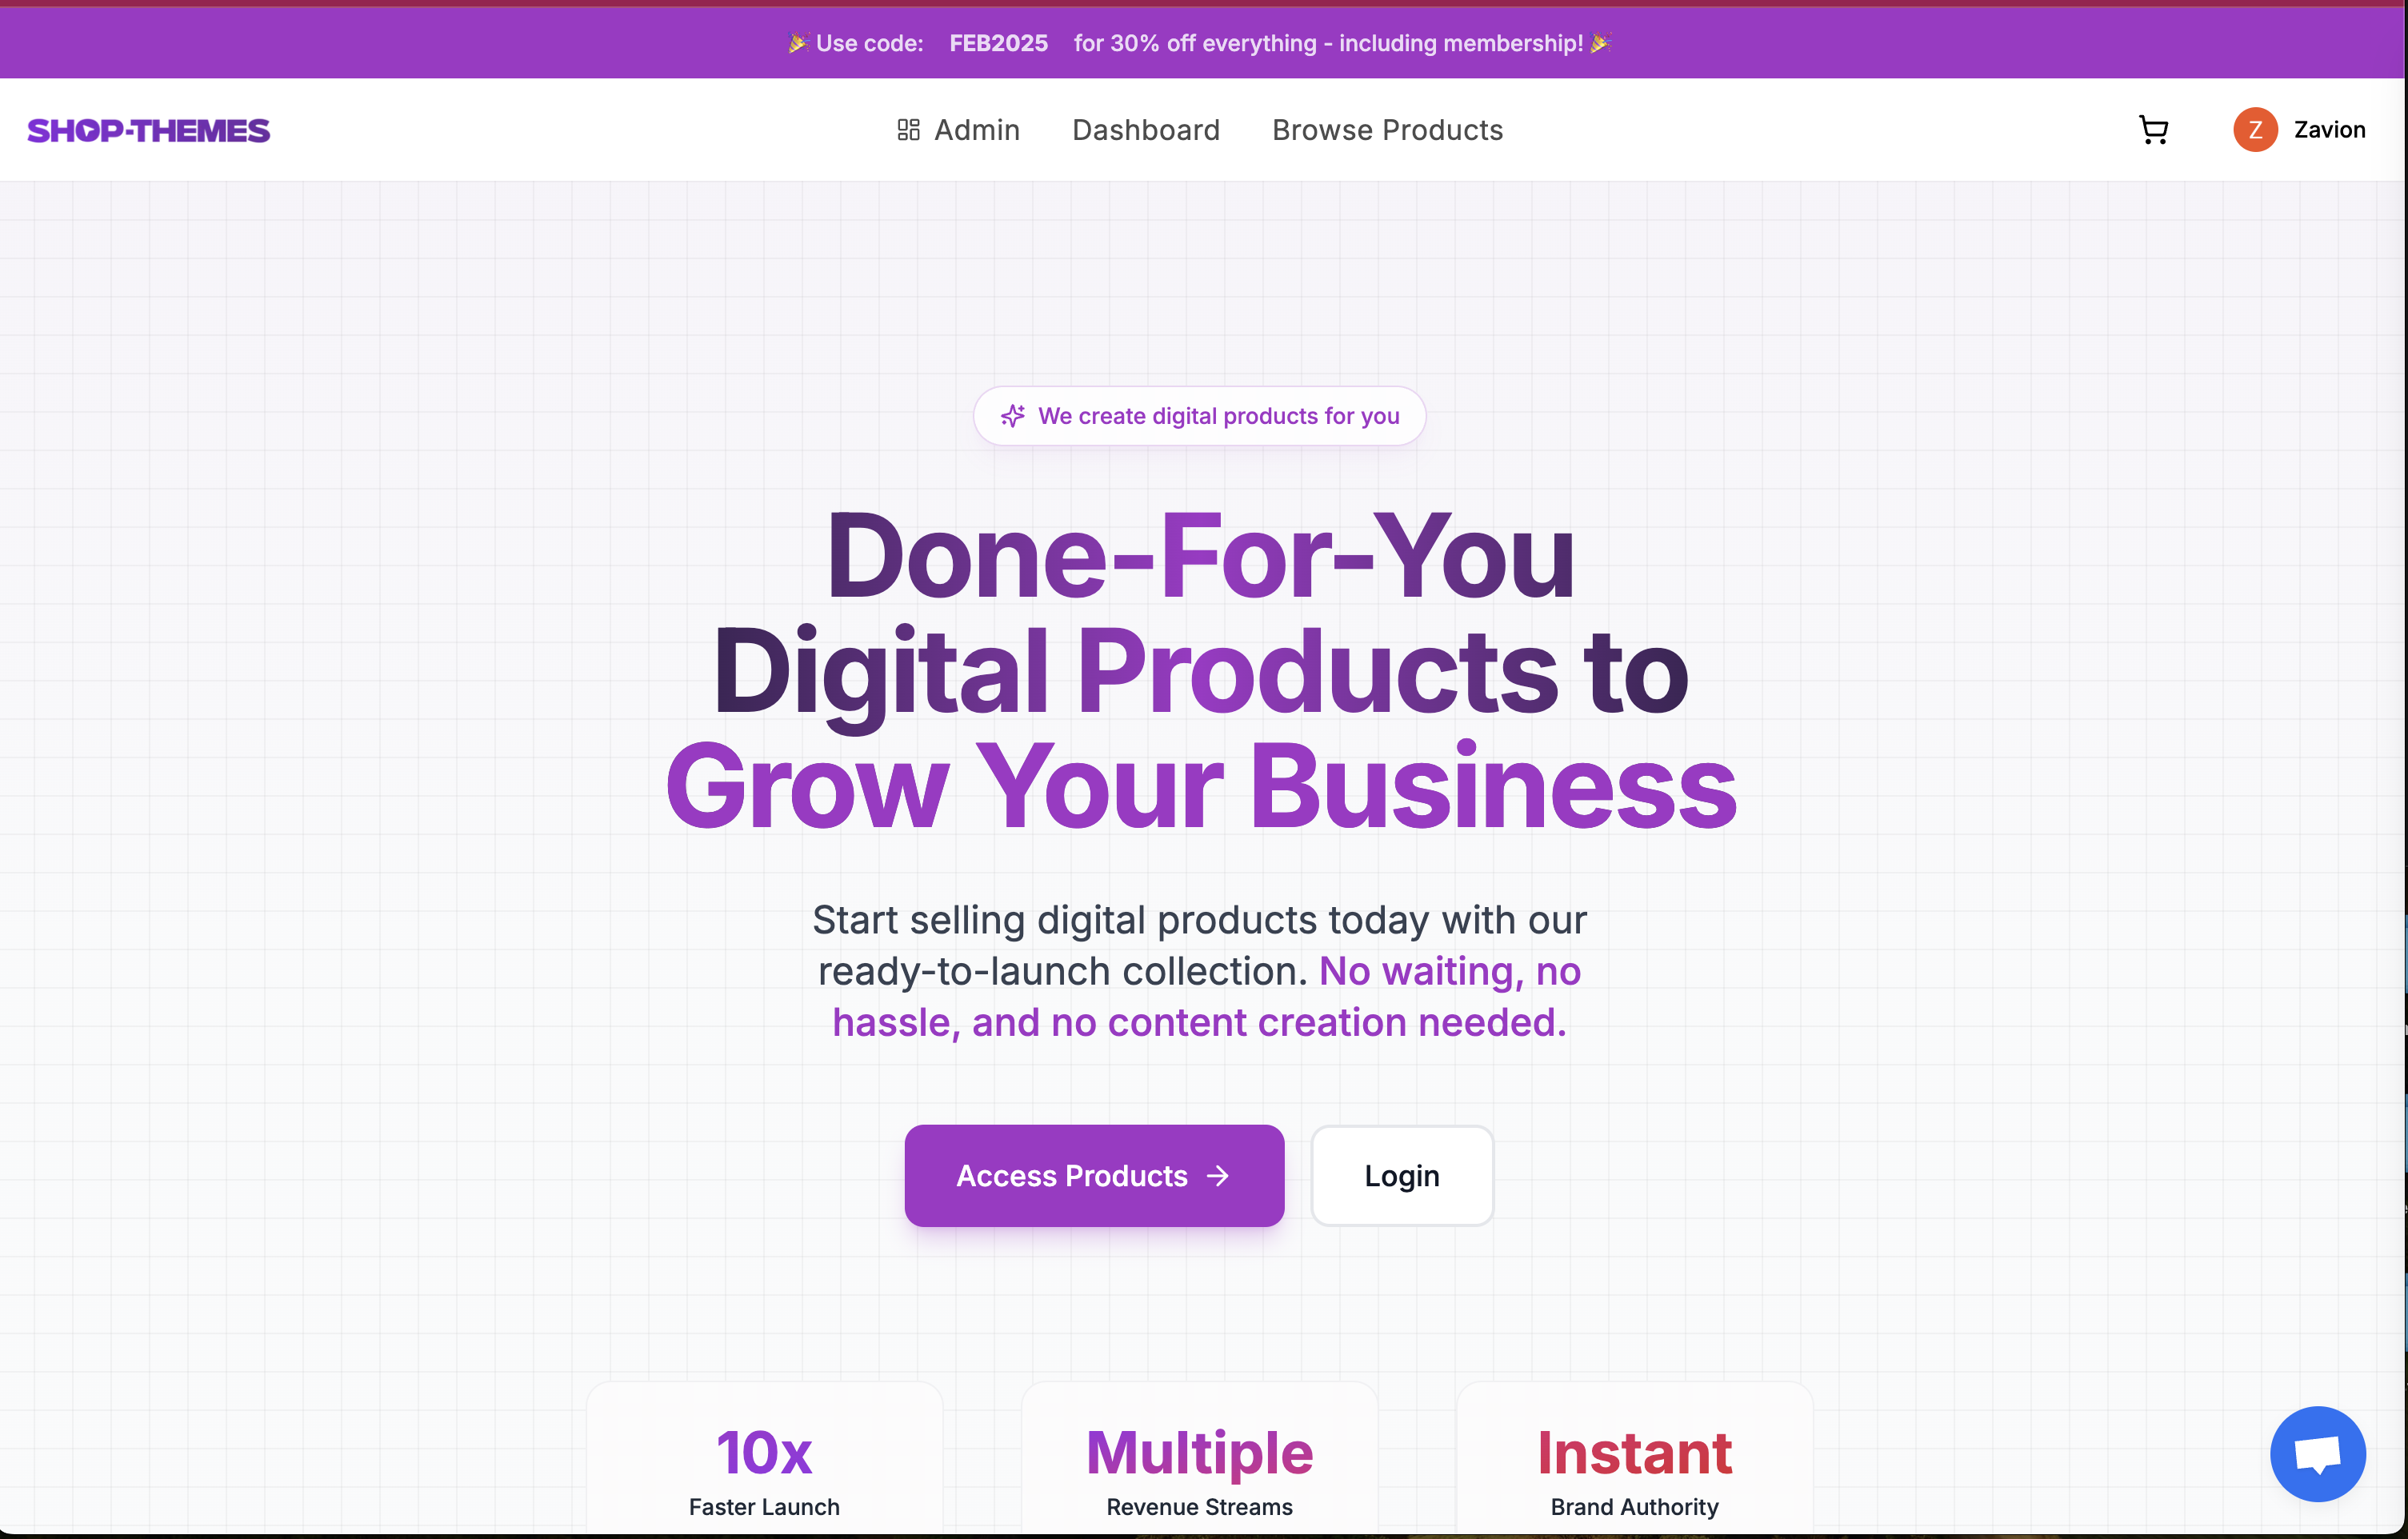 🎉 Use code: FEB2025 for 30% off everything - including membership! 🎉
SHOP-THEMES
Admin
Dashboard
Browse Products
Z
Zavion
We create digital products for you
Done-For-You
Digital Products to
Grow Your Business
Start selling digital products today with our
ready-to-launch collection. No waiting, no
hassle, and no content creation needed.
Access Products →
Login
10x
Faster Launch
Multiple
Revenue Streams
Instant
Brand Authority